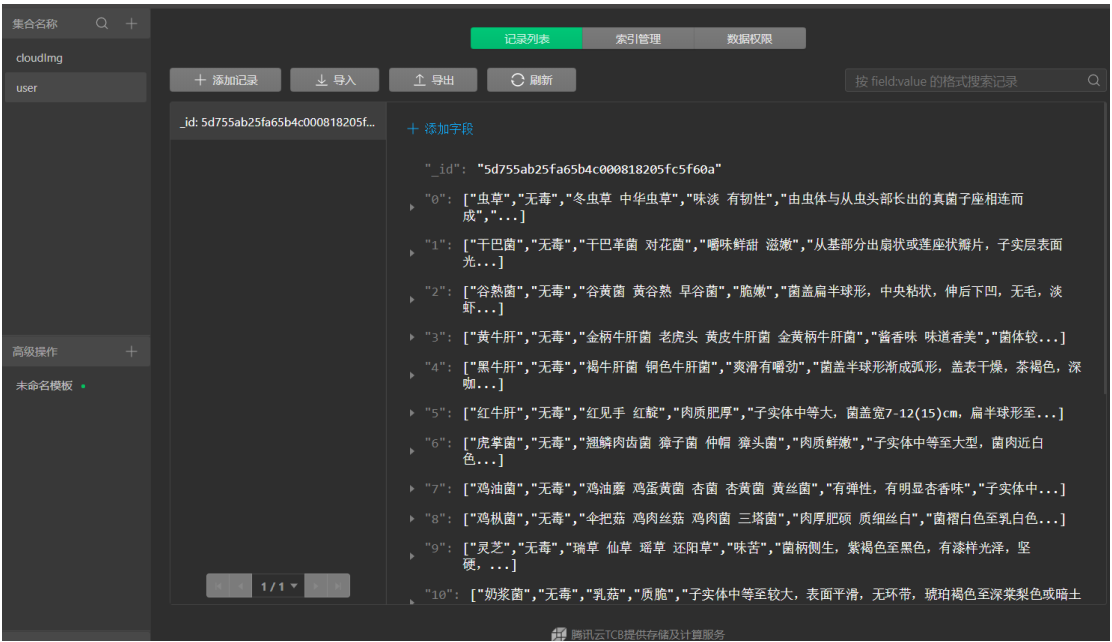 集合名称
cloudImg
user
高级操作
未命名模板
记录列表 索引管理 数据权限
添加记录 导入 导出 刷新 按 field:value 的格式搜索记录
_id: 5d755ab25fa65b4c000818205f...
添加字段
"_id": "5d755ab25fa65b4c000818205fc5f60a"
"0": ["虫草","无毒","冬虫草 中华虫草","味淡 有韧性","由虫体与从虫头部长出的真菌子座相连而
成","...]
"1": ["干巴菌","无毒","干巴革菌 对花菌","嚼味鲜甜 滋嫩","从基部分出扇状或莲座状瓣片，子实层表面
光...]
"2": ["谷熟菌","无毒","谷黄菌 黄谷熟 早谷菌","脆嫩","菌盖扁半球形，中央粘状，伸后下凹，无毛，淡
虾...]
"3": ["黄牛肝","无毒","金柄牛肝菌 老虎头 黄皮牛肝菌 金黄柄牛肝菌","酱香味 味道香美","菌体较...]
"4": ["黑牛肝","无毒","褐牛肝菌 铜色牛肝菌","爽滑有嚼劲","菌盖半球形渐成弧形，盖表干燥，茶褐色，深
咖...]
"5": ["红牛肝","无毒","红见手 红靛","肉质肥厚","子实体中等大，菌盖宽7-12(15)cm，扁半球形至...]
"6": ["虎掌菌","无毒","翘鳞肉齿菌 獐子菌 仲帽 獐头菌","肉质鲜嫩","子实体中等至大型，菌肉近白
色...]
"7": ["鸡油菌","无毒","鸡油蘑 鸡蛋黄菌 杏菌 杏黄菌 黄丝菌","有弹性，有明显杏香味","子实体中...]
"8": ["鸡枞菌","无毒","伞把菇 鸡肉丝菇 鸡肉菌 三塔菌","肉厚肥硕 质细丝白","菌褶白色至乳白色...]
"9": ["灵芝","无毒","瑞草 仙草 瑶草 还阳草","味苦","菌柄侧生，紫褐色至黑色，有漆样光泽，坚
硬，...]
"10": ["奶浆菌","无毒","乳菇","质脆","子实体中等至较大，表面平滑，无环带，琥珀褐色至深棠梨色或暗土
1/1
腾讯云TCB提供存储及计算服务